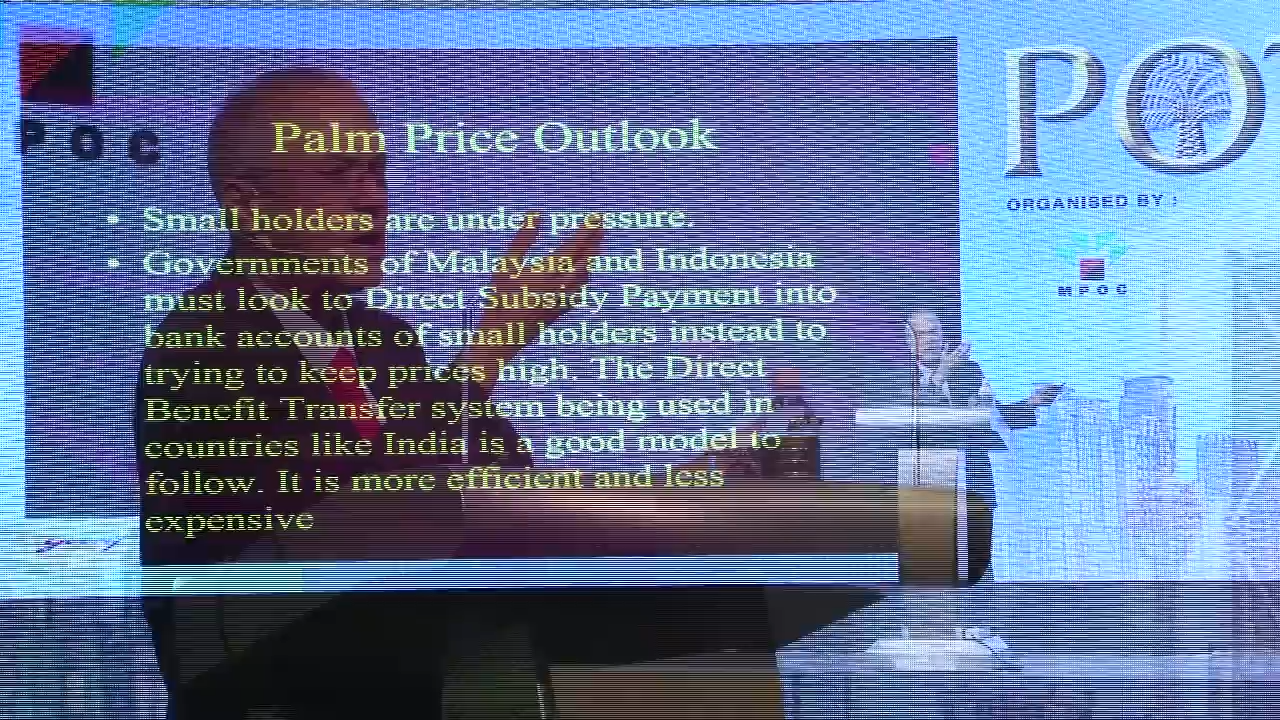 POC
Palm Price Outlook
• Small holders are under pressure.
• Governments of Malaysia and Indonesia
must look to Direct Subsidy Payment into
bank accounts of small holders instead to
trying to keep prices high. The Direct
Benefit Transfer system being used in
countries like India is a good model to
follow. It is more efficient and less
expensive
PO
ORGANISED BY :
MPOC